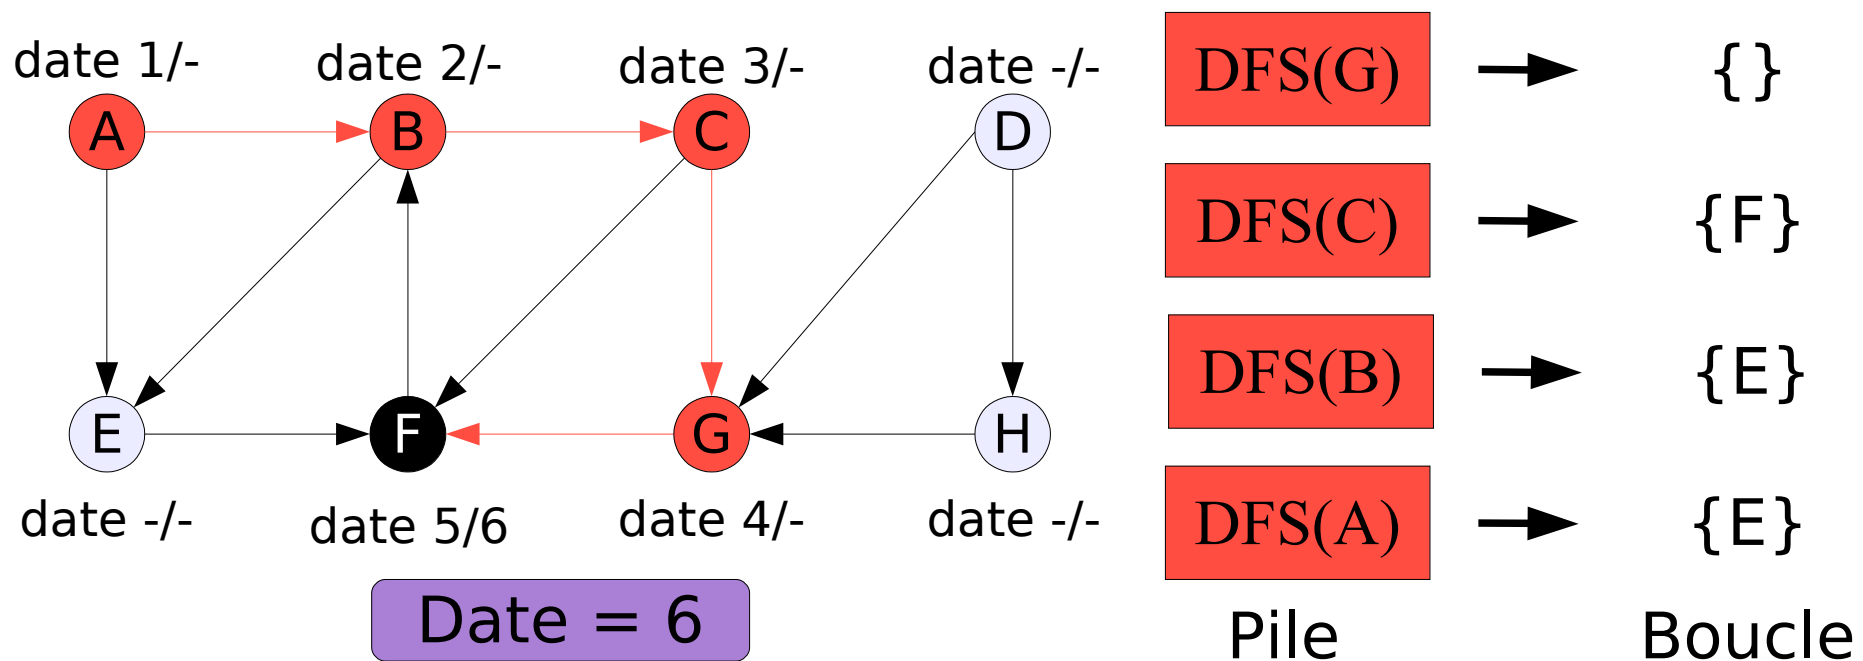 date 1/-
date 2/-
date 3/-
date -/-
A
B
C
D
E
F
G
H
date -/-
date 5/6
date 4/-
date -/-
Date = 6
DFS(G)
{}
DFS(C)
{F}
DFS(B)
{E}
DFS(A)
{E}
Pile
Boucle